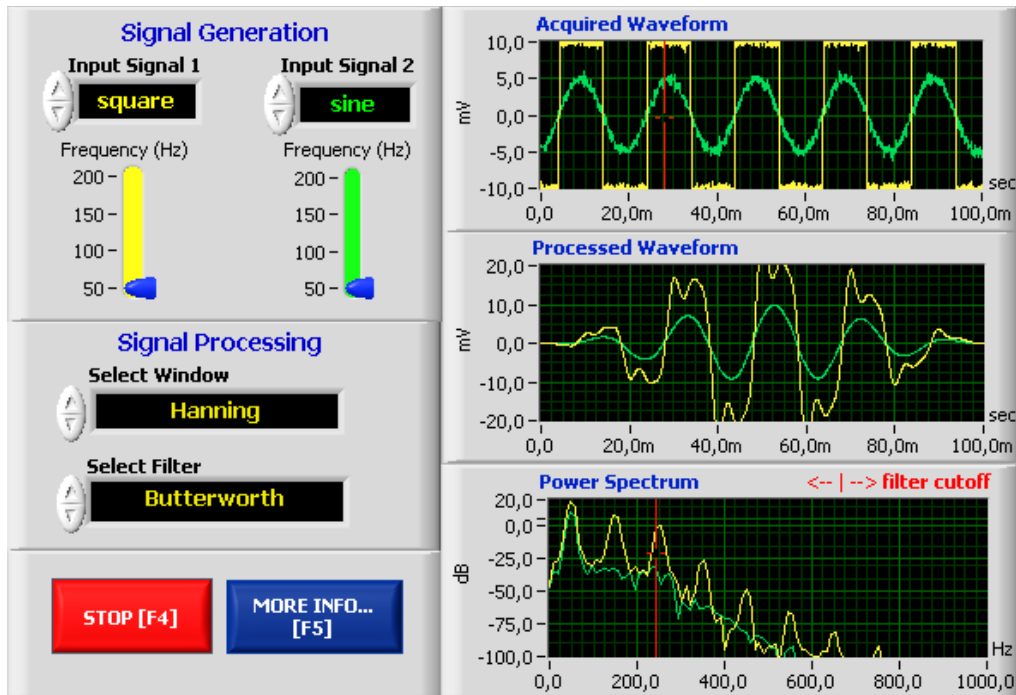 Signal Generation
Input Signal 1
Input Signal 2
square
sine
Frequency (Hz)
Frequency (Hz)
200
150
100
50
200
150
100
50
Signal Processing
Select Window
Hanning
Select Filter
Butterworth
STOP [F4]
MORE INFO...
[F5]
Acquired Waveform
10,0
5,0
0,0
-5,0
-10,0
mV
sec
0,0 20,0m 40,0m 60,0m 80,0m 100,0m
Processed Waveform
20,0
10,0
0,0
-10,0
-20,0
mV
sec
0,0 20,0m 40,0m 60,0m 80,0m 100,0m
Power Spectrum <-- | --> filter cutoff
20,0
0,0
-25,0
-50,0
-75,0
-100,0
dB
Hz
0,0 200,0 400,0 600,0 800,0 1000,0